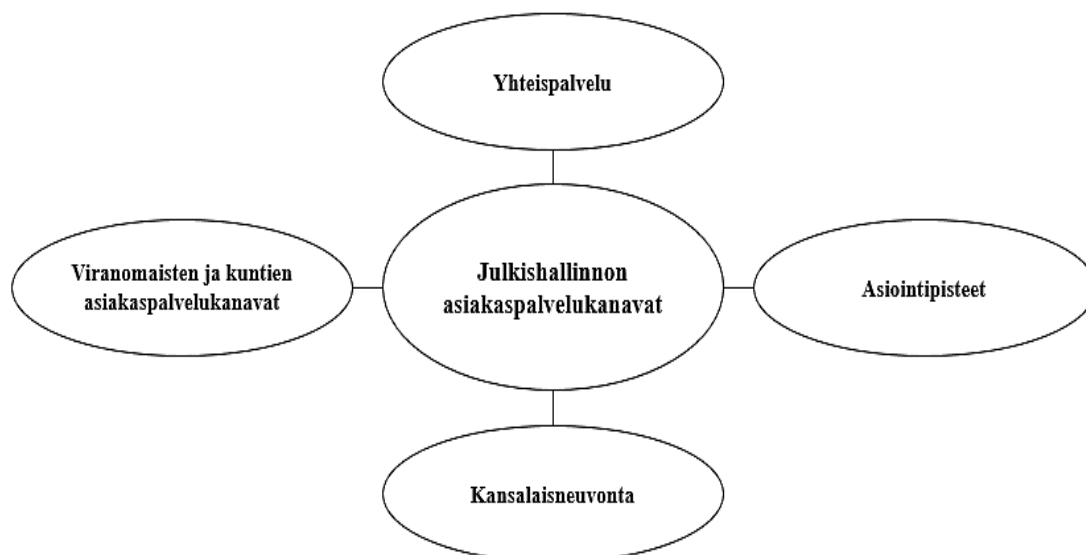 Yhteispalvelu
Viranomaisten ja kuntien
asiakaspalvelukanavat
Julkishallinnon
asiakaspalvelukanavat
Asiointipisteet
Kansalaisneuvonta